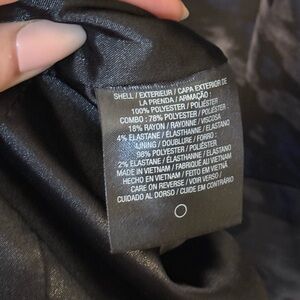 SHELL / EXTERIEUR / CAPA EXTERIOR DE
LA PRENDA / ARMAÇÃO :
100% POLYESTER / POLIÉSTER
COMBO : 78% POLYESTER / POLIÉSTER
18% RAYON / RAYONNE / VISCOSA
4% ELASTANE / ÉLASTHANNE / ELASTANO
LINING / DOUBLURE / FORRO :
98% POLYESTER / POLIÉSTER
2% ELASTANE / ÉLASTHANNE / ELASTANO
MADE IN VIETNAM / FABRIQUÉ AU VIETNAM
HECHO EN VIETNAM / FEITO EM VIETNÃ
CARE ON REVERSE / VOIR VERSO /
CUIDADO AL DORSO / CUIDE EM CONTRÁRIO